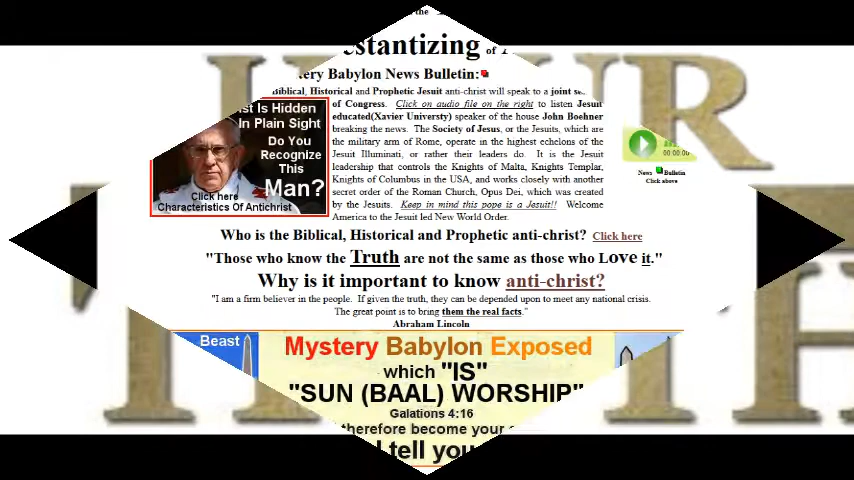 the
stantizing of
ery Babylon News Bulletin:
Biblical, Historical and Prophetic Jesuit anti-christ will speak to a joint
of Congress. Click on audio file on the right to listen Jesuit
educated(Xavier Universty) speaker of the house John Boehner
breaking the news. The Society of Jesus, or the Jesuits, which are
the military arm of Rome, operate in the highest echelons of the
Jesuit Illuminati, or rather their leaders do. It is the Jesuit
leadership that controls the Knights of Malta, Knights Templar,
Knights of Columbus in the USA, and works closely with another
secret order of the Roman Church, Opus Dei, which was created
by the Jesuits. Keep in mind this pope is a Jesuit!! Welcome
America to the Jesuit led New World Order.
ist Is Hidden
In Plain Sight
Do You
Recognize
This
Man?
Click here
Characteristics Of Antichrist
00:00:00
News Bulletin
Click above
Who is the Biblical, Historical and Prophetic anti-christ? Click here
"Those who know the Truth are not the same as those who Love it."
Why is it important to know anti-christ?
"I am a firm believer in the people. If given the truth, they can be depended upon to meet any national crisis.
The great point is to bring them the real facts."
Abraham Lincoln
Beast
Mystery Babylon Exposed
which "IS"
"SUN (BAAL) WORSHIP"
Galations 4:16
therefore become your
I tell you